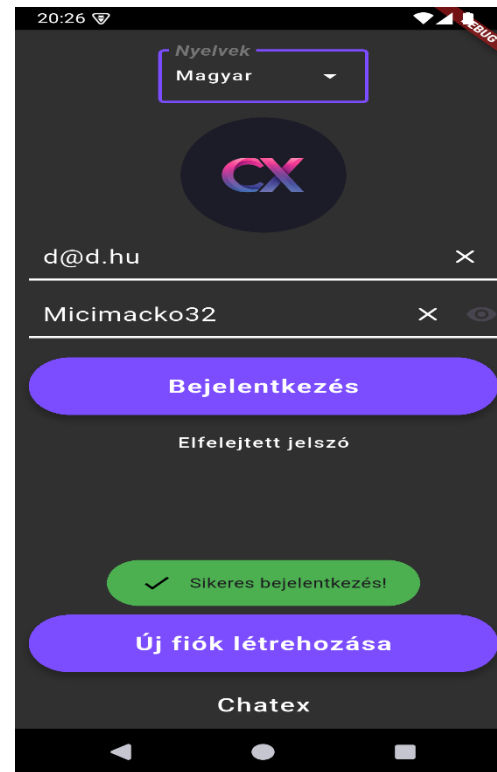 20:26
DEBUG
Nyelvek
Magyar
CX
d@d.hu
Micimacko32
Bejelentkezés
Elfelejtett jelszó
Sikeres bejelentkezés!
Új fiók létrehozása
Chatex